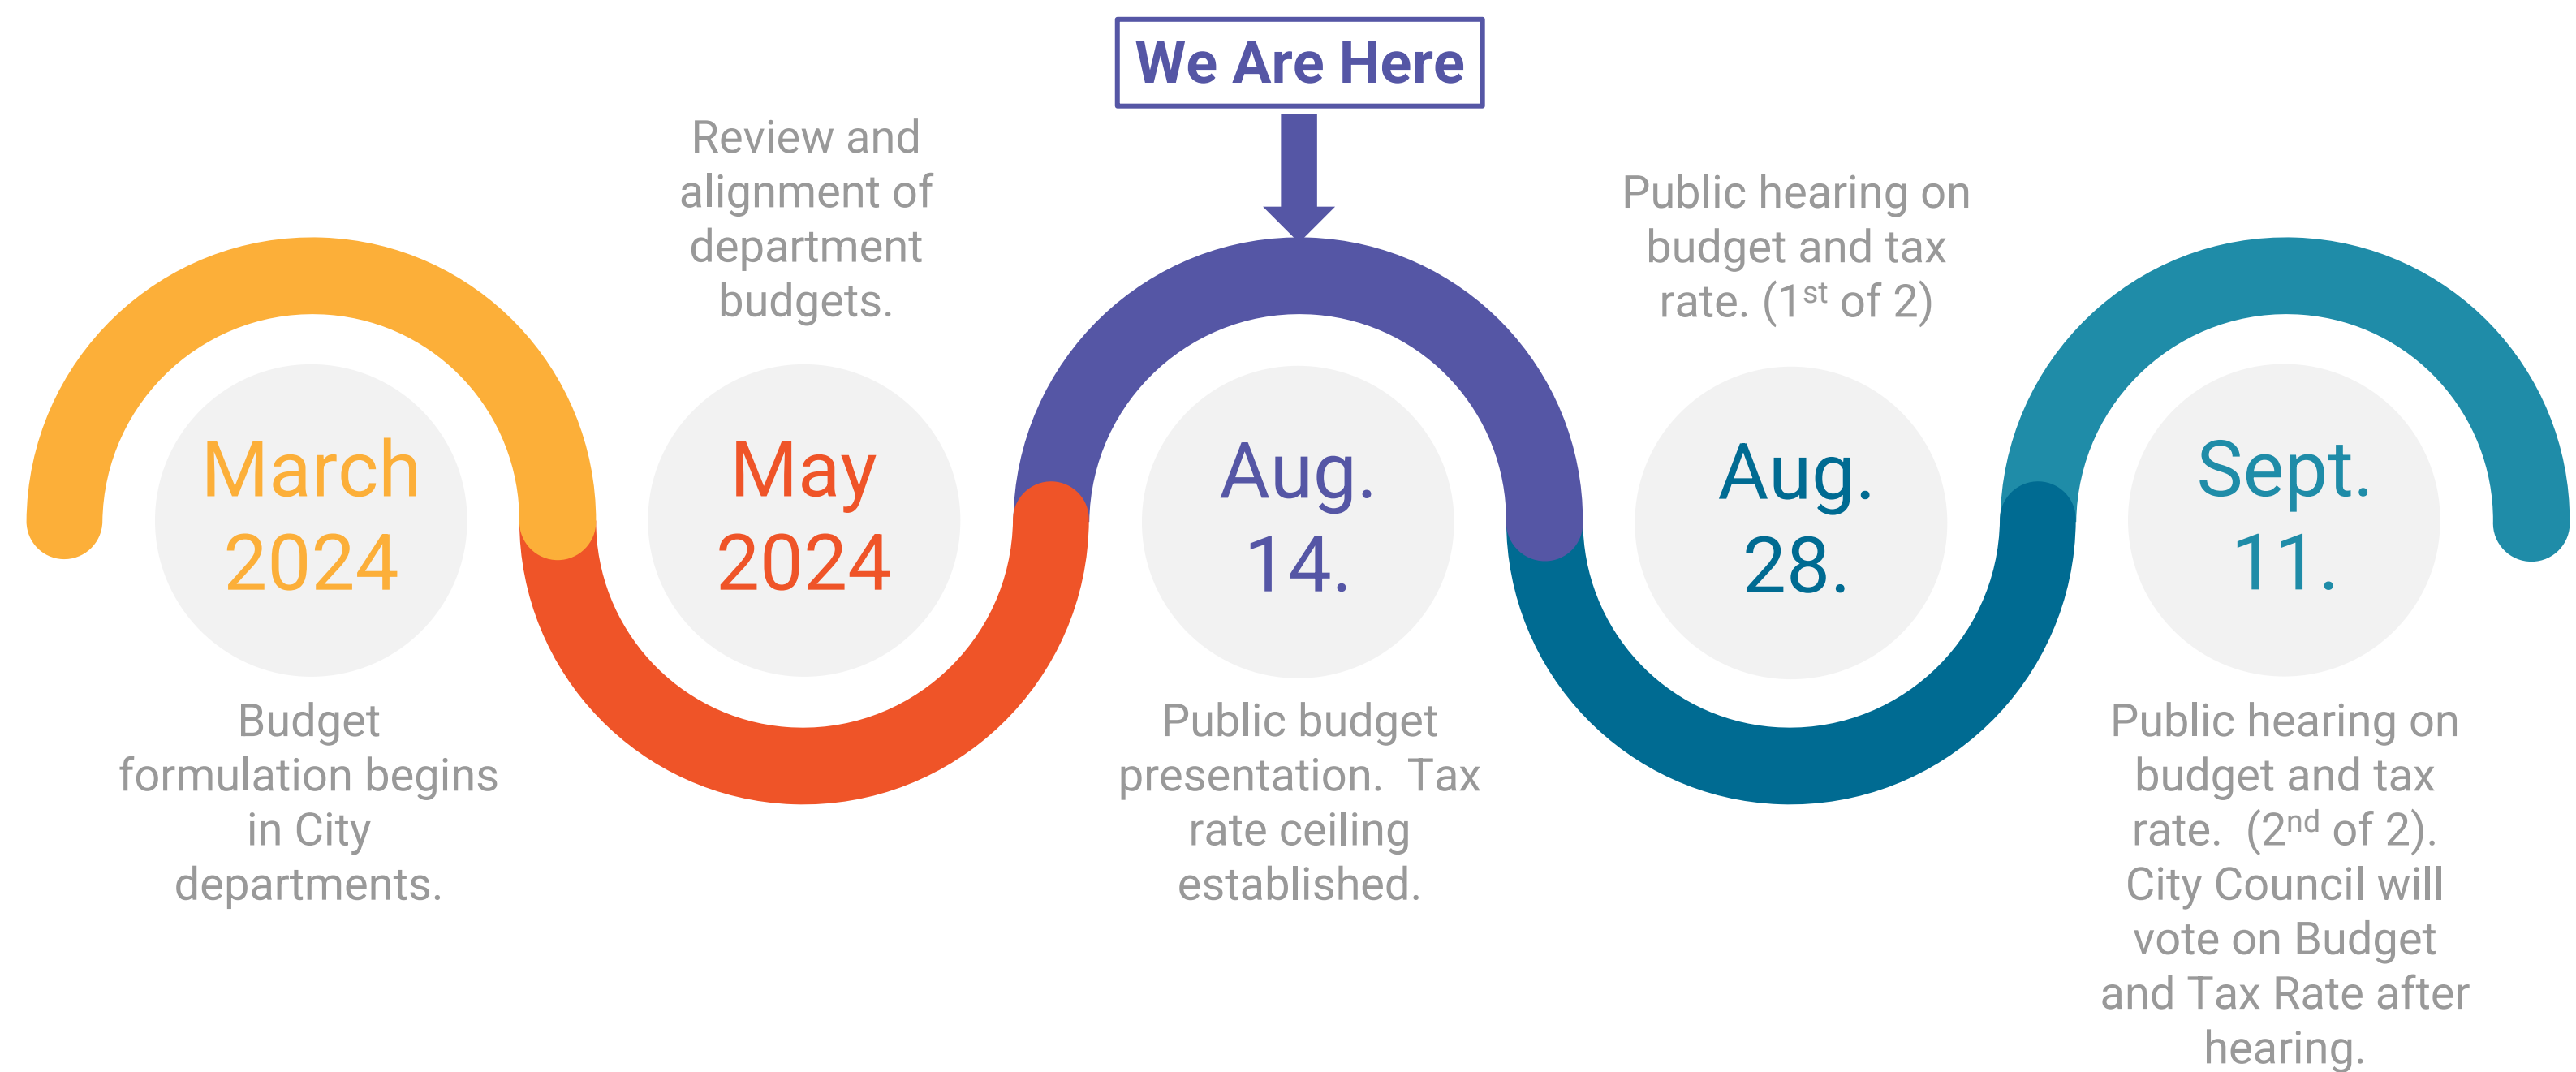 We Are Here
March
2024
Budget
formulation begins
in City
departments.
Review and
alignment of
department
budgets.
May
2024
Aug.
14.
Public budget
presentation.  Tax
rate ceiling
established.
Public hearing on
budget and tax
rate. (1st of 2)
Aug.
28.
Sept.
11.
Public hearing on
budget and tax
rate.  (2nd of 2).
City Council will
vote on Budget
and Tax Rate after
hearing.